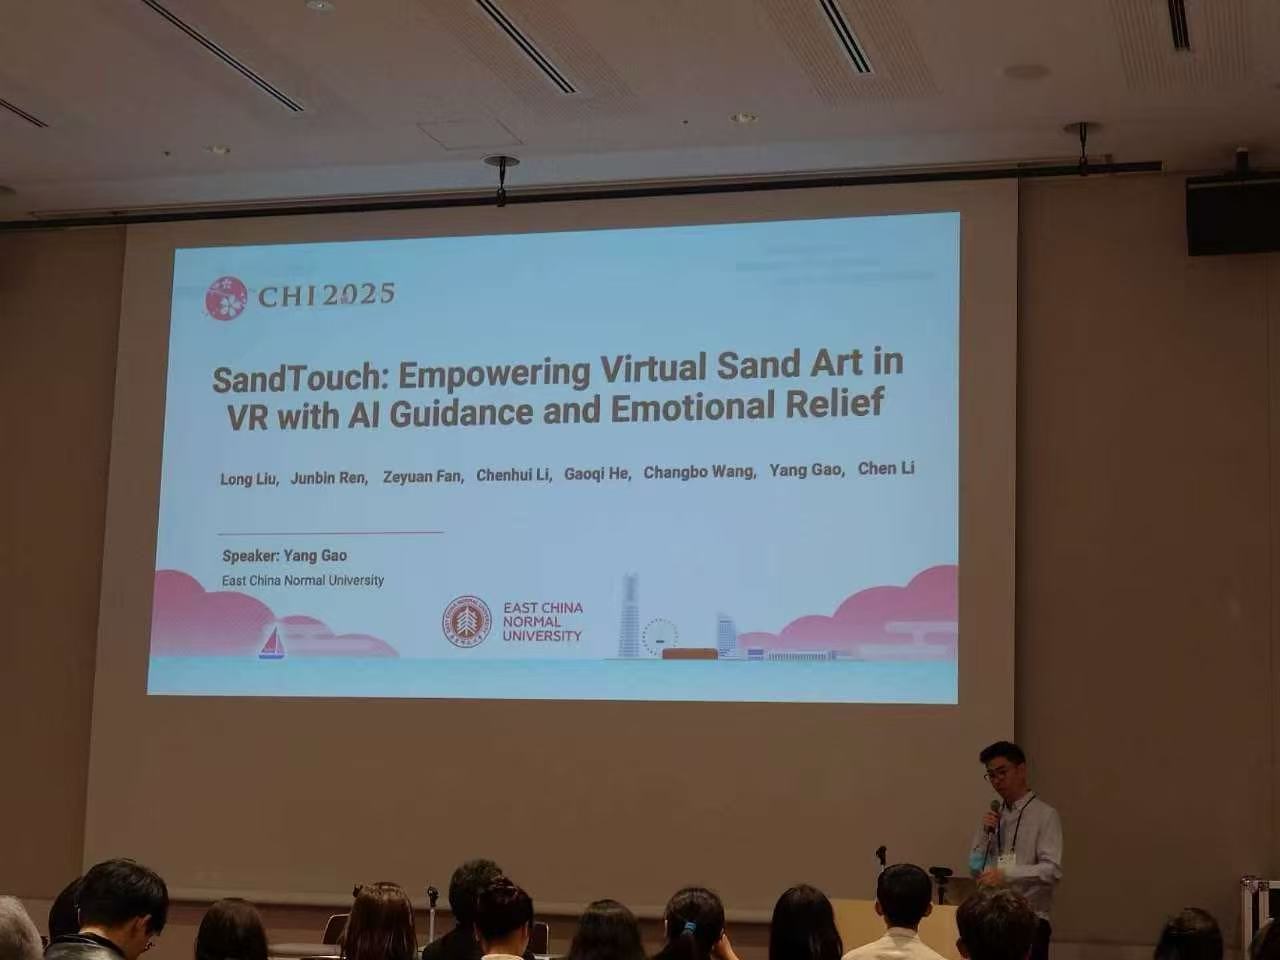 CHI 2025
SandTouch: Empowering Virtual Sand Art in
VR with AI Guidance and Emotional Relief
Long Liu, Junbin Ren, Zeyuan Fan, Chenhui Li, Gaoqi He, Changbo Wang, Yang Gao, Chen Li
Speaker: Yang Gao
East China Normal University
EAST CHINA
NORMAL
UNIVERSITY